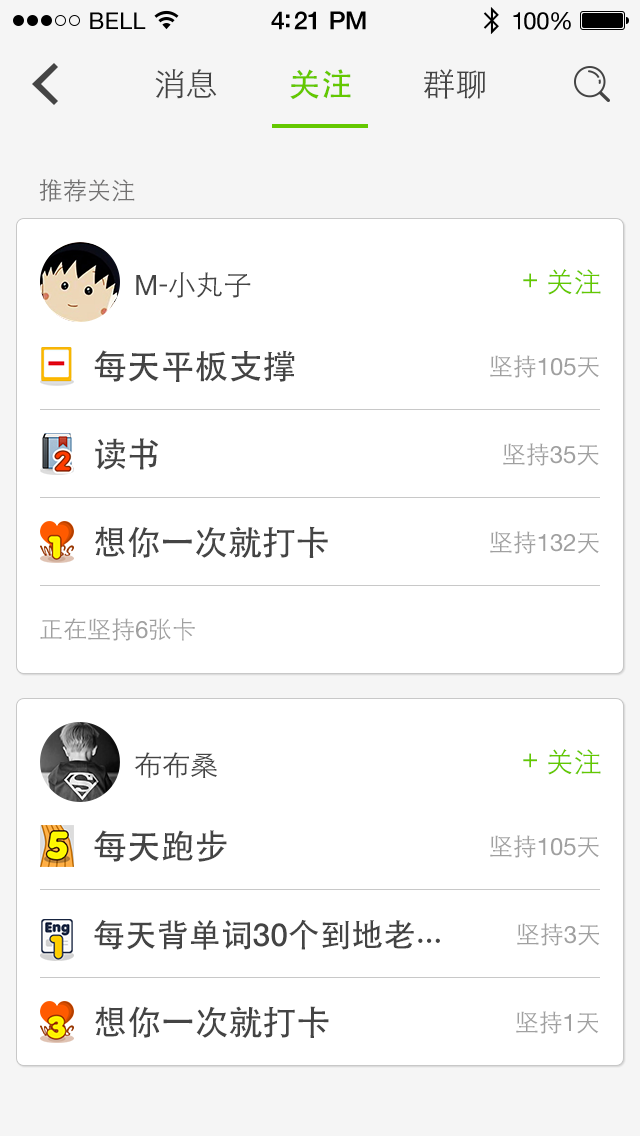 BELL 4:21 PM 100%
消息 关注 群聊
推荐关注
M-小丸子 + 关注
每天平板支撑 坚持105天
2 读书 坚持35天
1 想你一次就打卡 坚持132天
正在坚持6张卡
布布桑 + 关注
5 每天跑步 坚持105天
Eng 1 每天背单词30个到地老... 坚持3天
3 想你一次就打卡 坚持1天